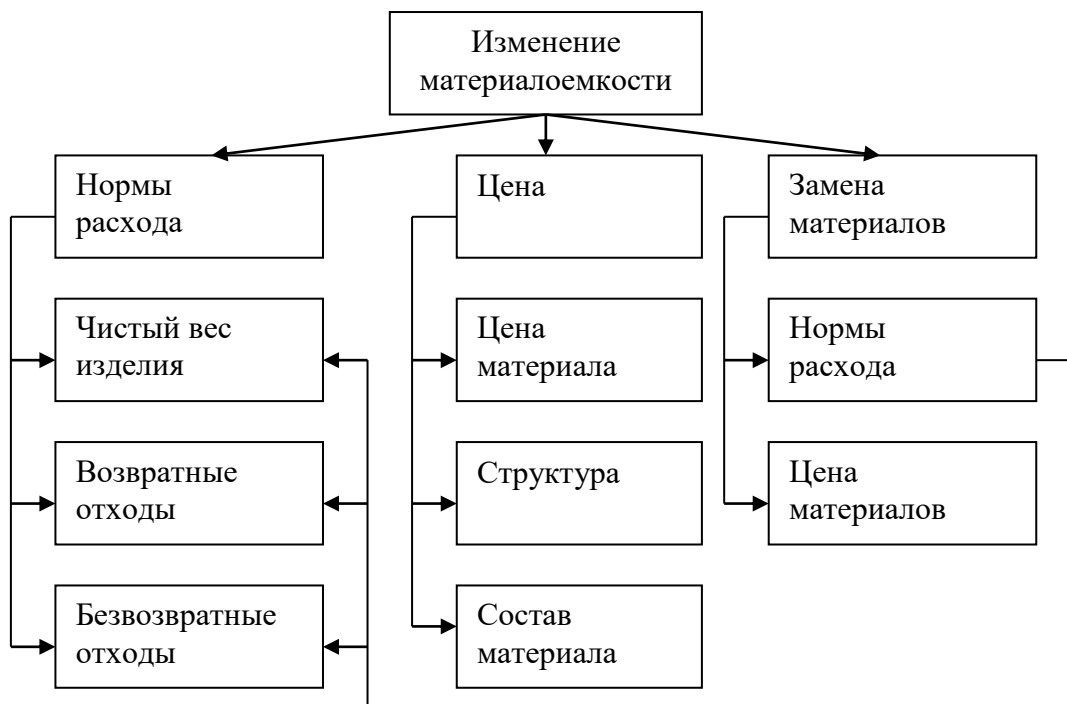 Изменение
материалоемкости
Нормы
расхода
Цена
Замена
материалов
Чистый вес
изделия
Цена
материала
Нормы
расхода
Возвратные
отходы
Структура
Цена
материалов
Безвозвратные
отходы
Состав
материала